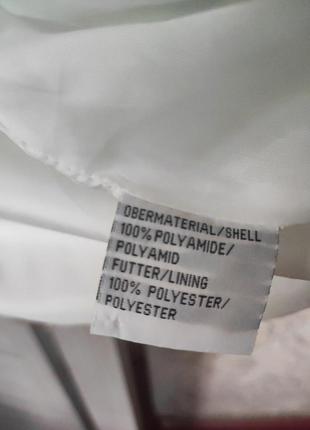 OBERMATERIAL/SHELL
100% POLYAMIDE/
POLYAMID
FUTTER/LINING
100% POLYESTER/
POLYESTER